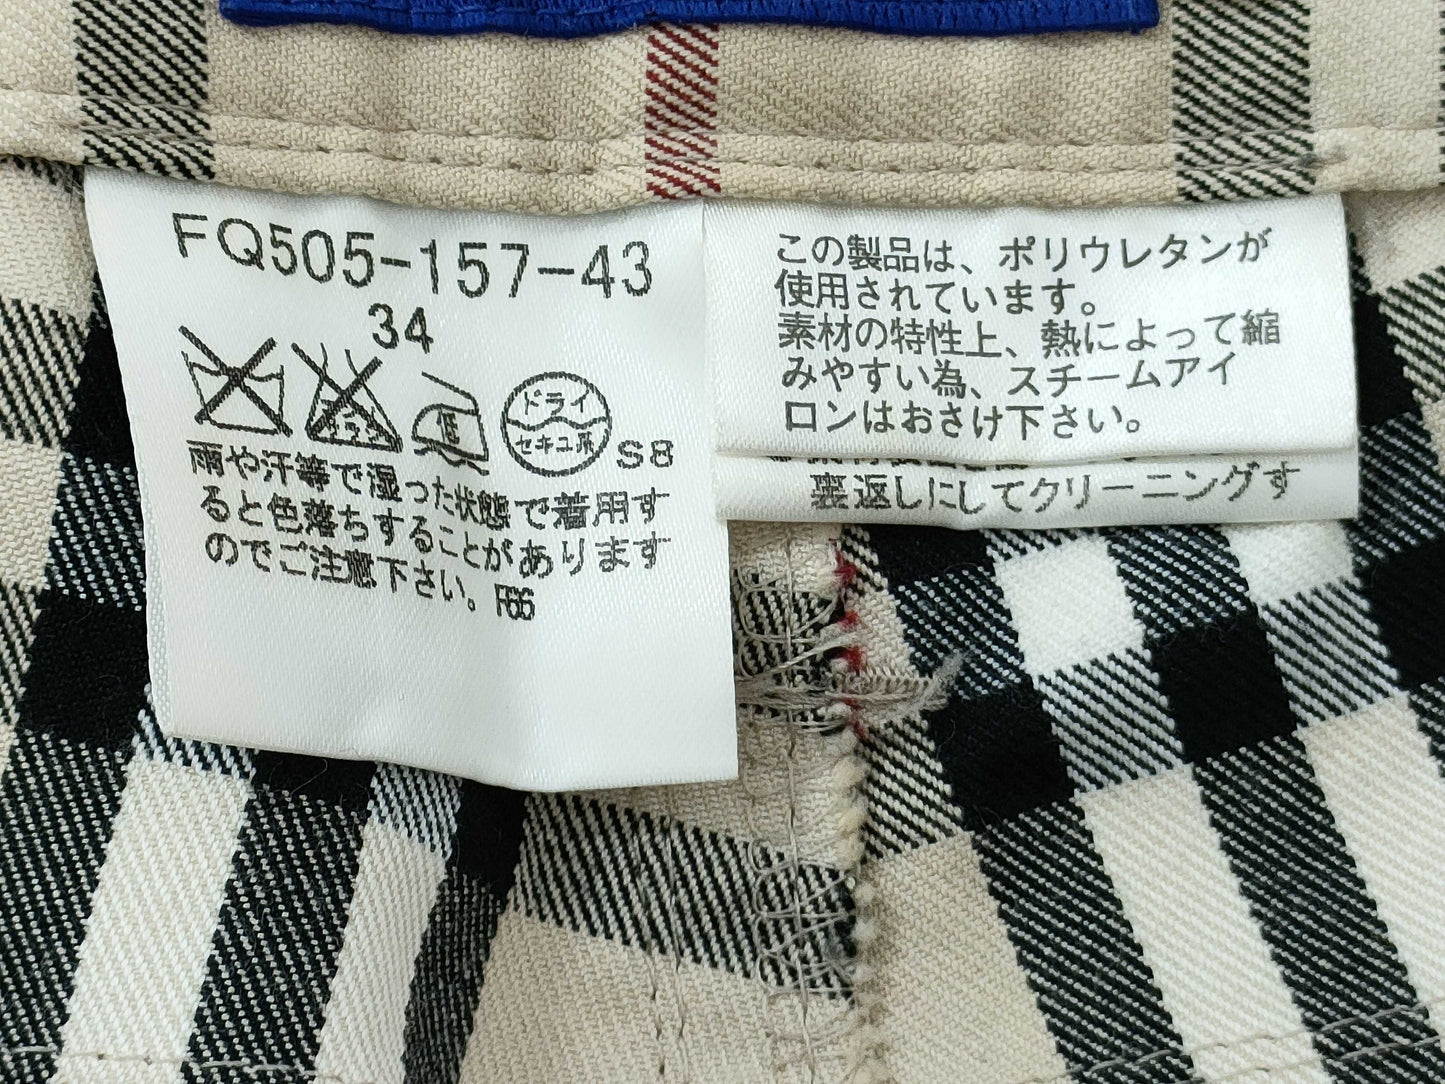 FQ505-157-43
34
低
ドライ
セキユ系
S8
雨や汗等で湿った状態で着用す
ると色落ちすることがあります
のでご注意下さい。F66
この製品は、ポリウレタンが
使用されています。
素材の特性上、熱によって縮
みやすい為、スチームアイ
ロンはおさけ下さい。
裏返しにしてクリーニングす